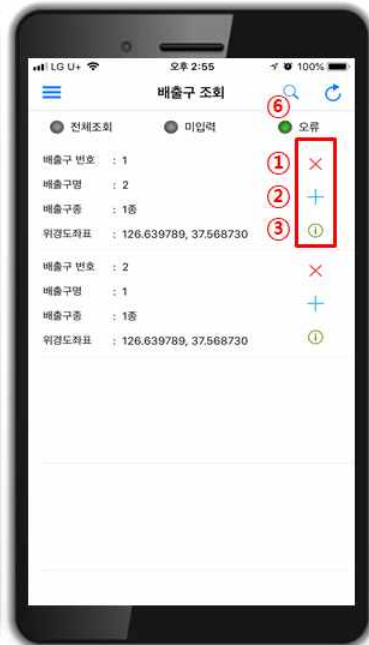 LG U+ 오후 2:55 100%
배출구 조회
⑥
전체조회 미입력 오류
배출구 번호 : 1 ①
배출구명 : 2 ②
배출구종 : 1종
위경도좌표 : 126.639789, 37.568730 ③
배출구 번호 : 2
배출구명 : 1
배출구종 : 1종
위경도좌표 : 126.639789, 37.568730